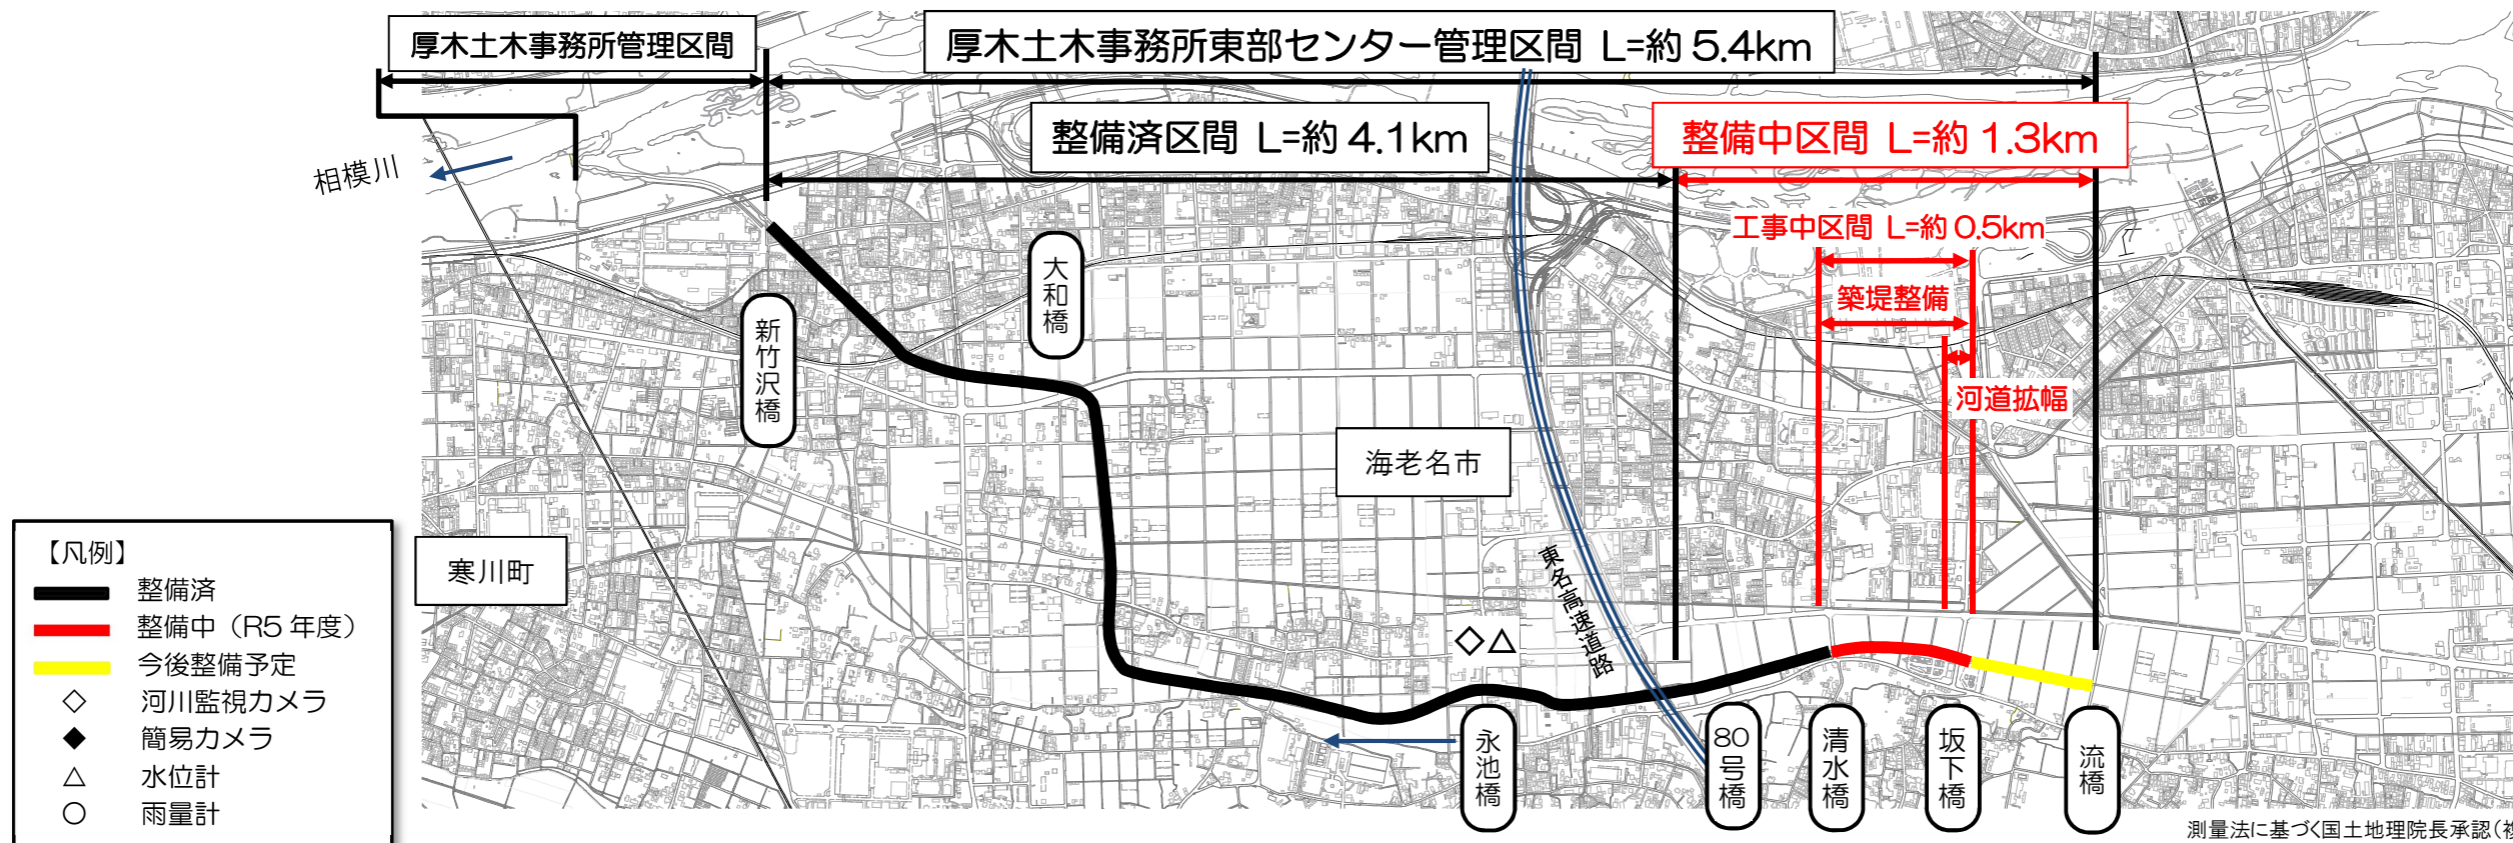 厚木土木事務所管理区間
厚木土木事務所東部センター管理区間 L=約5.4km
整備済区間 L=約4.1km
整備中区間 L=約1.3km
相模川
工事中区間 L=約0.5km
築堤整備
河道拡幅
大和橋
新竹沢橋
海老名市
寒川町
東名高速道路
永池橋
80号橋
清水橋
坂下橋
流橋
【凡例】
整備済
整備中（R5年度）
今後整備予定
◇ 河川監視カメラ
◆ 簡易カメラ
△ 水位計
○ 雨量計
測量法に基づく国土地理院長承認（複